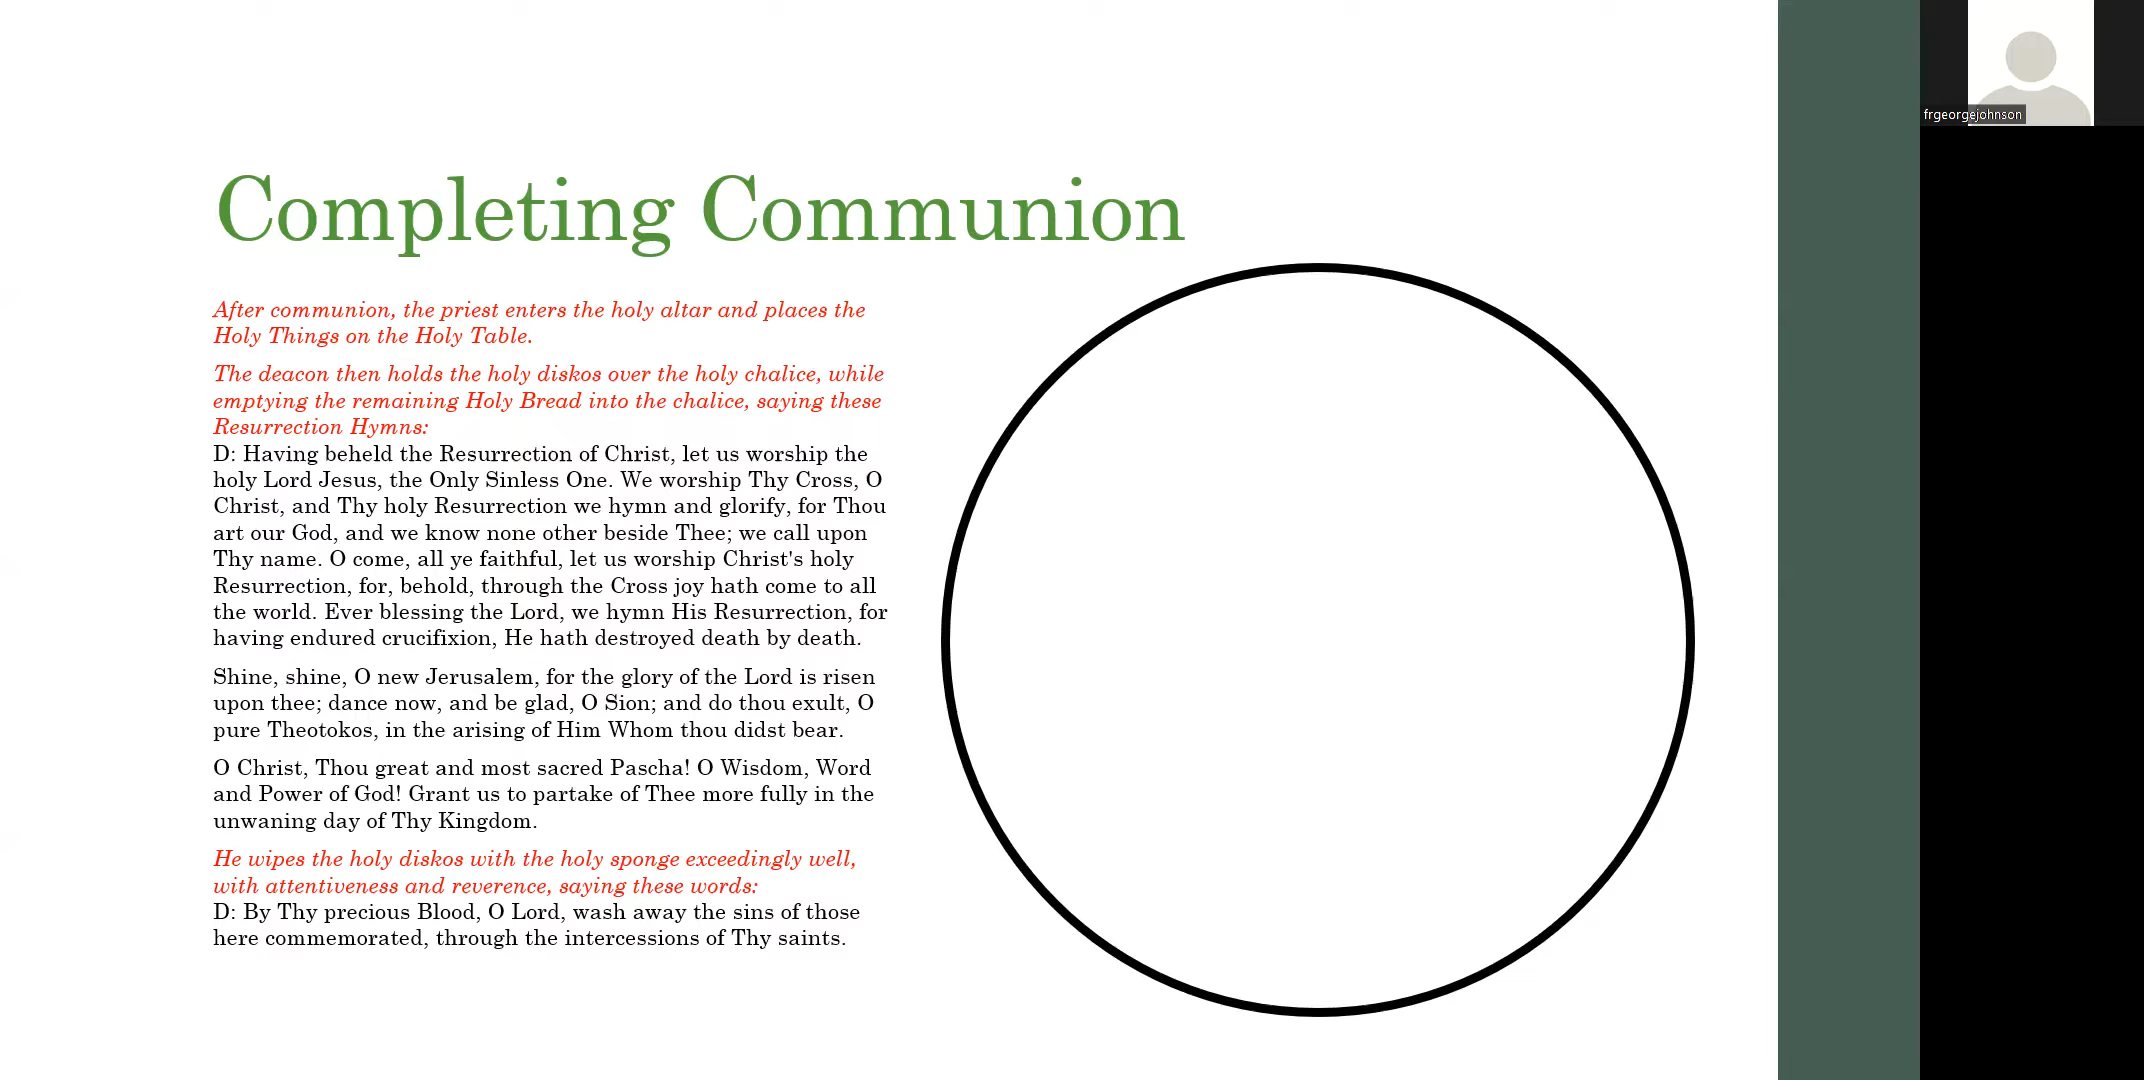 Completing Communion
frgeorgejohnson
After communion, the priest enters the holy altar and places the
Holy Things on the Holy Table.
The deacon then holds the holy diskos over the holy chalice, while
emptying the remaining Holy Bread into the chalice, saying these
Resurrection Hymns:
D: Having beheld the Resurrection of Christ, let us worship the
holy Lord Jesus, the Only Sinless One. We worship Thy Cross, O
Christ, and Thy holy Resurrection we hymn and glorify, for Thou
art our God, and we know none other beside Thee; we call upon
Thy name. O come, all ye faithful, let us worship Christ's holy
Resurrection, for, behold, through the Cross joy hath come to all
the world. Ever blessing the Lord, we hymn His Resurrection, for
having endured crucifixion, He hath destroyed death by death.
Shine, shine, O new Jerusalem, for the glory of the Lord is risen
upon thee; dance now, and be glad, O Sion; and do thou exult, O
pure Theotokos, in the arising of Him Whom thou didst bear.
O Christ, Thou great and most sacred Pascha! O Wisdom, Word
and Power of God! Grant us to partake of Thee more fully in the
unwaning day of Thy Kingdom.
He wipes the holy diskos with the holy sponge exceedingly well,
with attentiveness and reverence, saying these words:
D: By Thy precious Blood, O Lord, wash away the sins of those
here commemorated, through the intercessions of Thy saints.